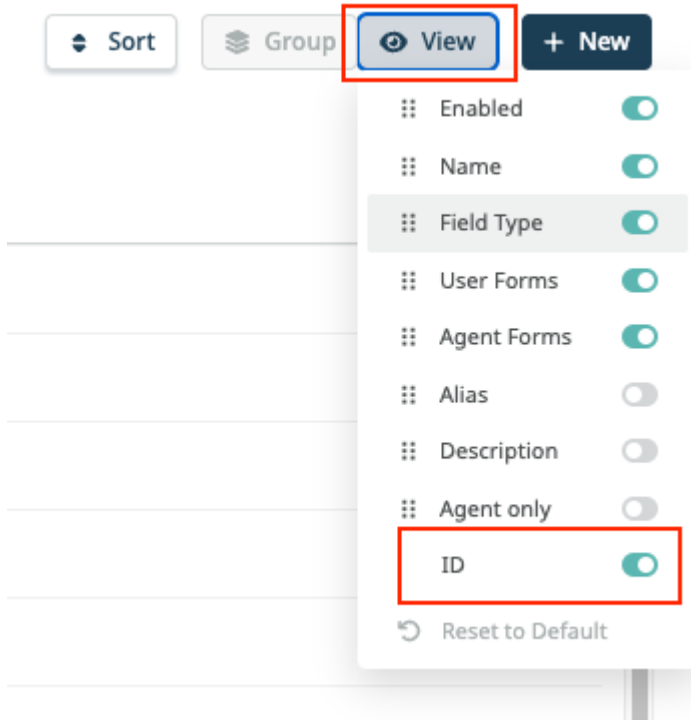 Sort Group View + New
Enabled
Name
Field Type
User Forms
Agent Forms
Alias
Description
Agent only
ID
Reset to Default